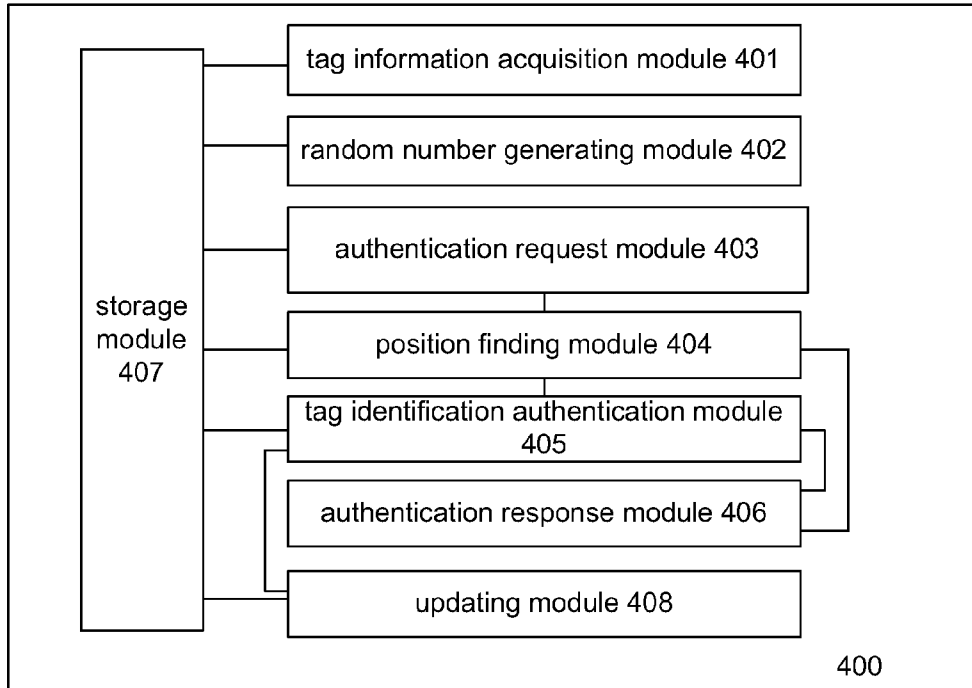 tag information acquisition module 401
random number generating module 402
authentication request module 403
storage
module
407
position finding module 404
tag identification authentication module
405
authentication response module 406
updating module 408
400